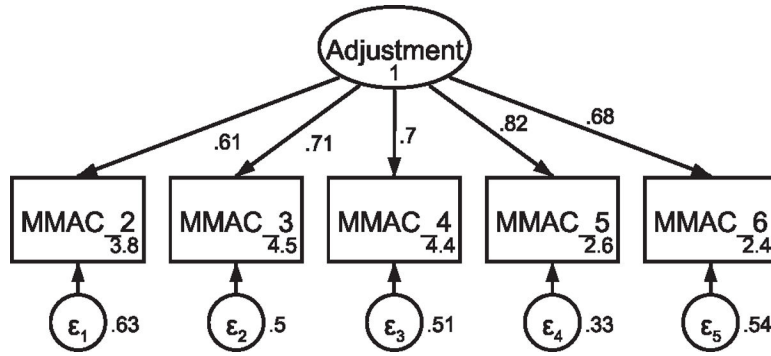 Adjustment
1
.61 .71 .7 .82 .68
MMAC_2 MMAC_3 MMAC_4 MMAC_5 MMAC_6
3.8 4.5 4.4 2.6 2.4
ε₁ .63 ε₂ .5 ε₃ .51 ε₄ .33 ε₅ .54